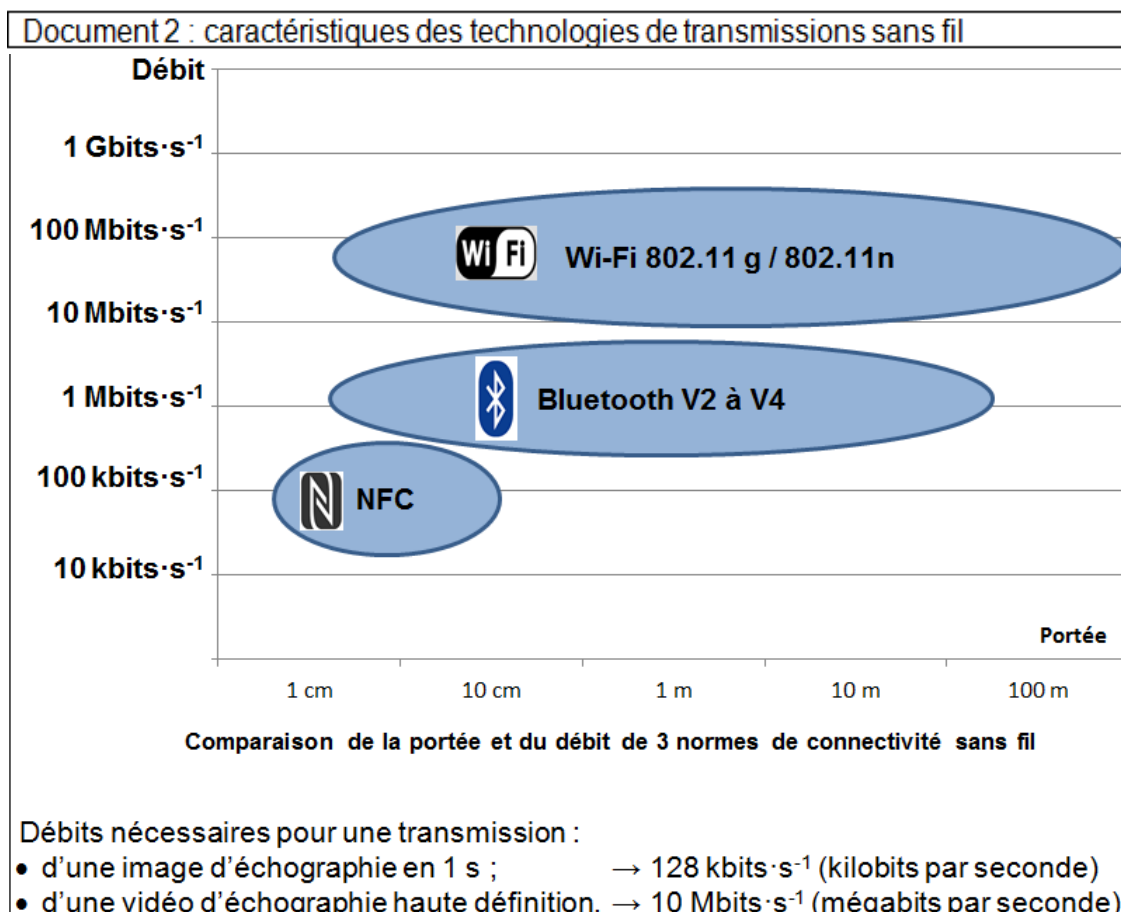 Document 2 : caractéristiques des technologies de transmissions sans fil
Débit
1 Gbits·s⁻¹
100 Mbits·s⁻¹
Wi Fi Wi-Fi 802.11 g / 802.11n
10 Mbits·s⁻¹
1 Mbits·s⁻¹
Bluetooth V2 à V4
100 kbits·s⁻¹
NFC
10 kbits·s⁻¹
Portée
1 cm 10 cm 1 m 10 m 100 m
Comparaison de la portée et du débit de 3 normes de connectivité sans fil
Débits nécessaires pour une transmission :
• d'une image d'échographie en 1 s ; → 128 kbits·s⁻¹ (kilobits par seconde)
• d'une vidéo d'échographie haute définition. → 10 Mbits·s⁻¹ (mégabits par seconde)